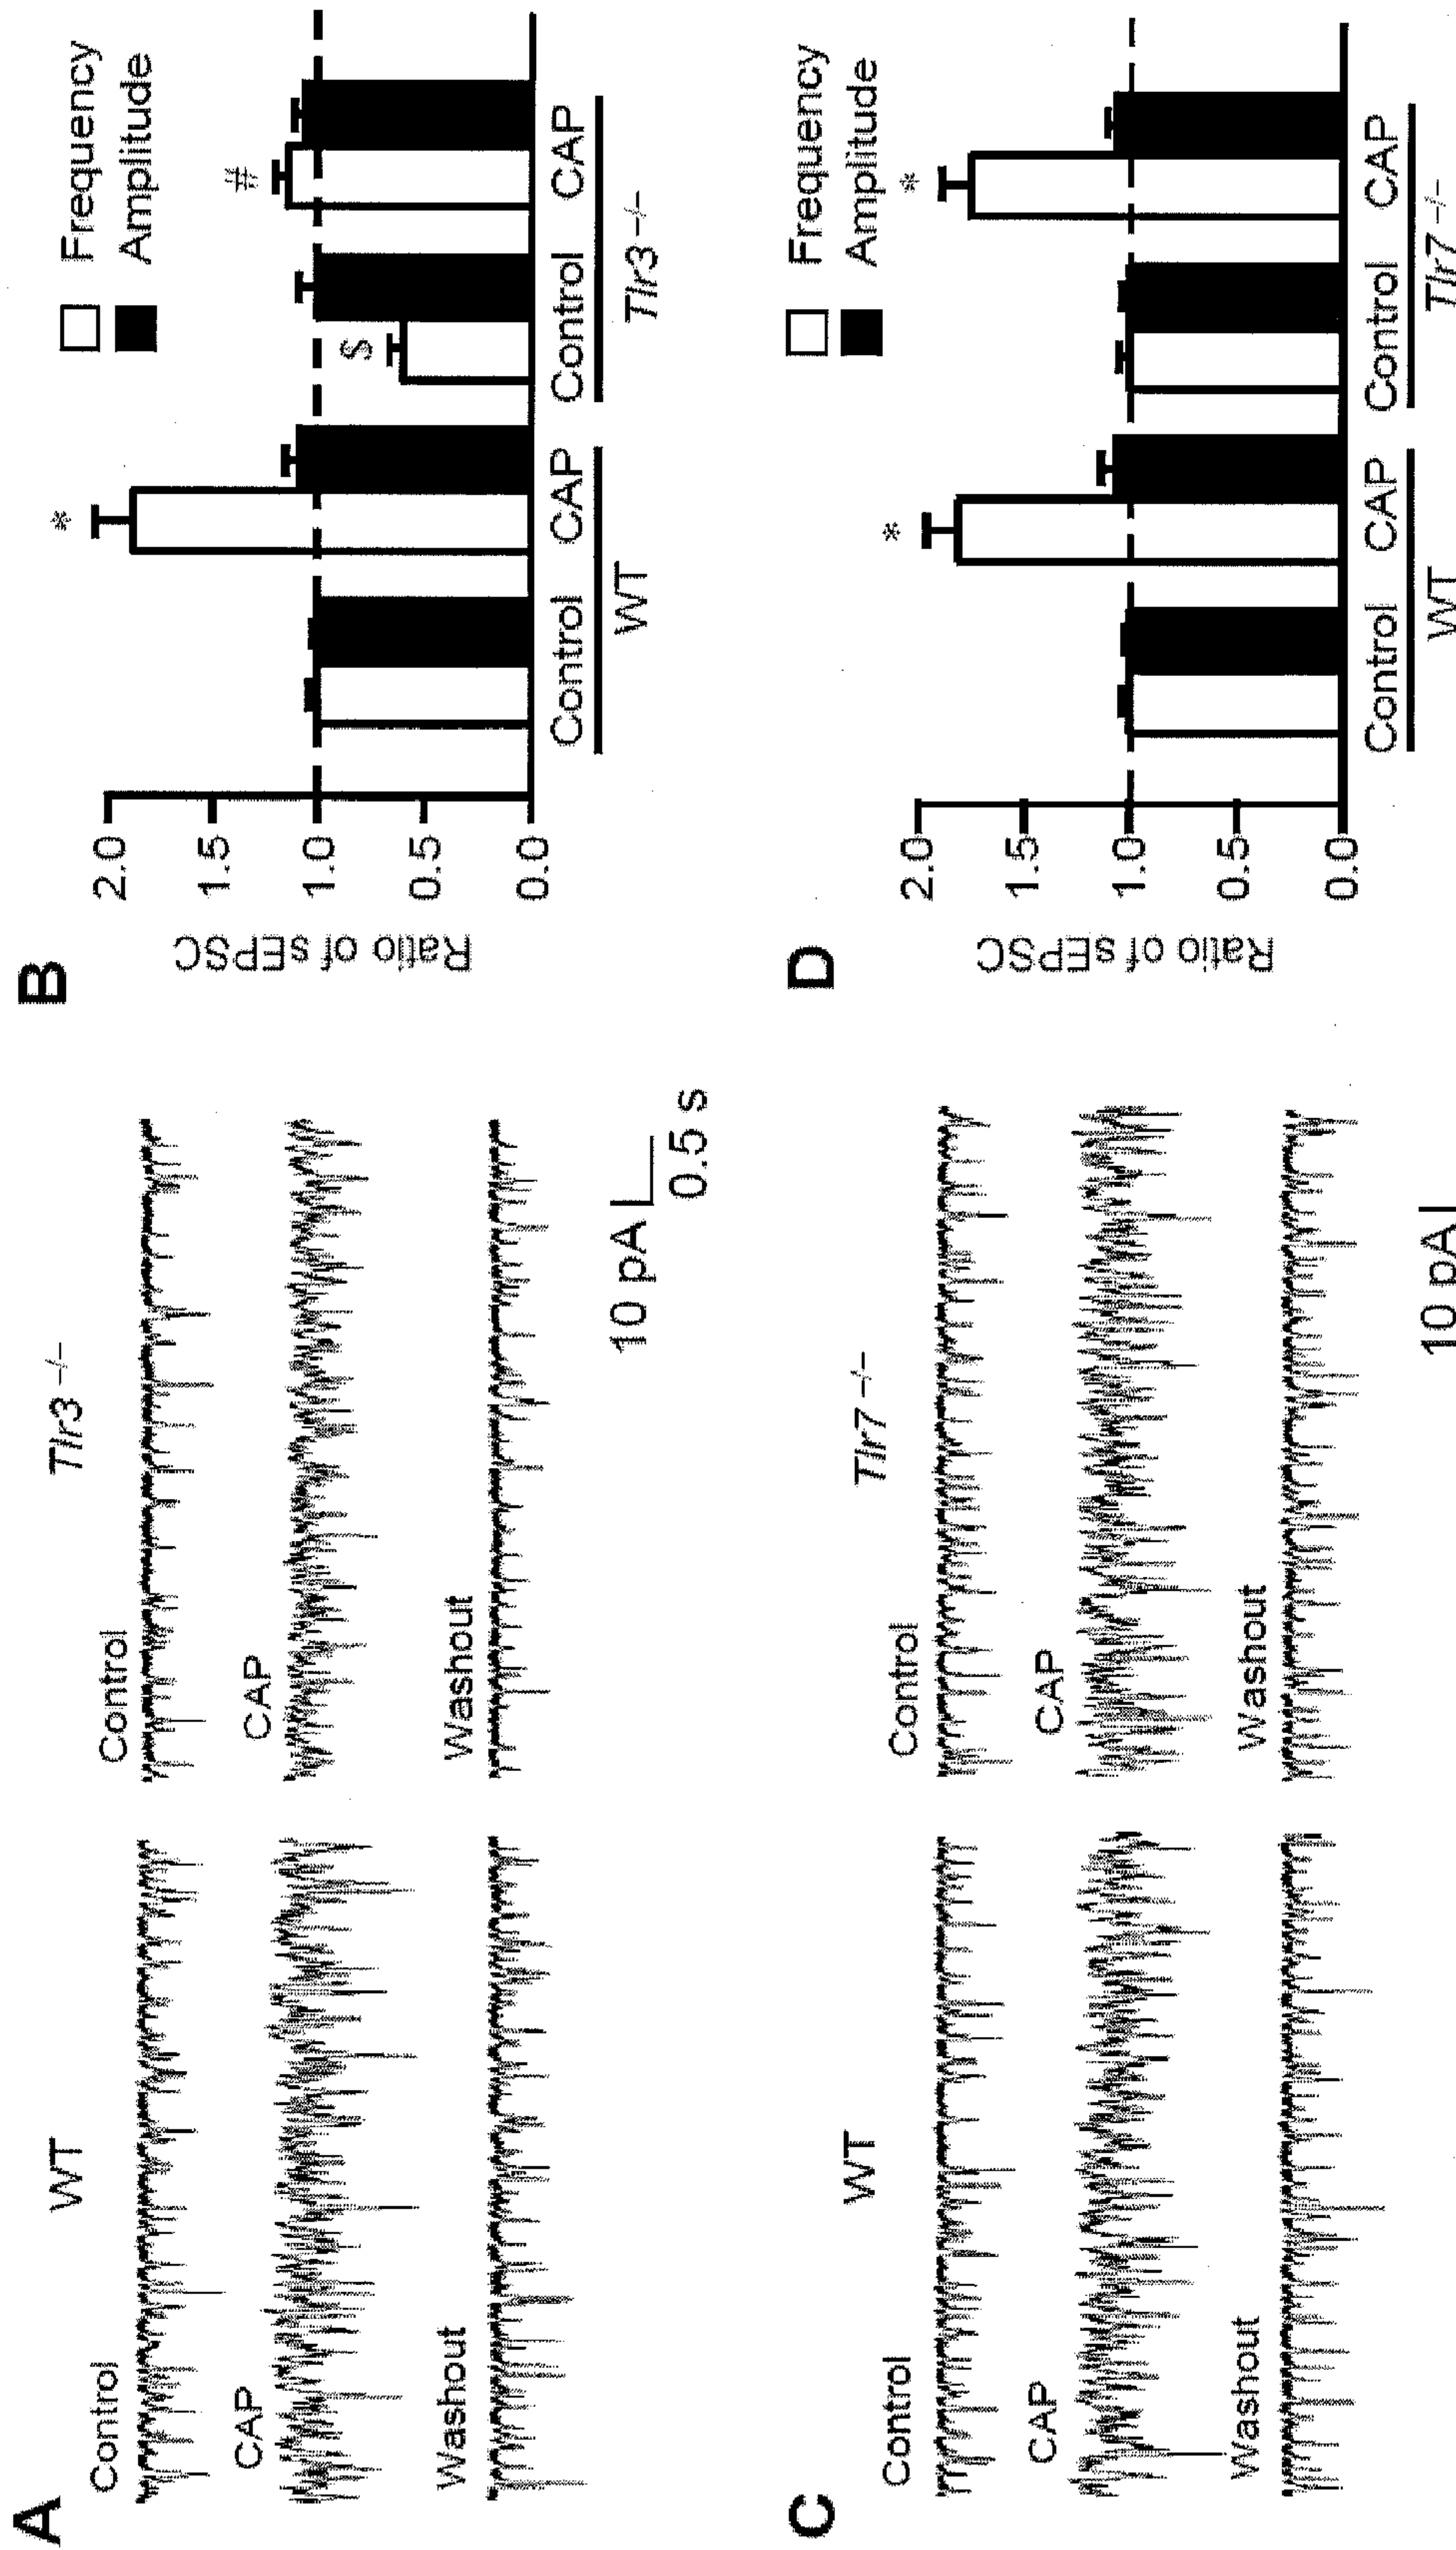 A
WT
Tlr3 –/–
Control
Control
CAP
CAP
Washout
Washout
10 pA
0.5 s
B
Frequency
Amplitude
Ratio of sEPSC
2.0
1.5
1.0
0.5
0.0
*
$
#
Control CAP Control CAP
WT Tlr3 –/–
C
WT
Tlr7 –/–
Control
Control
CAP
CAP
Washout
Washout
10 pA
D
Frequency
Amplitude
Ratio of sEPSC
2.0
1.5
1.0
0.5
0.0
*
*
Control CAP Control CAP
WT Tlr7 –/–